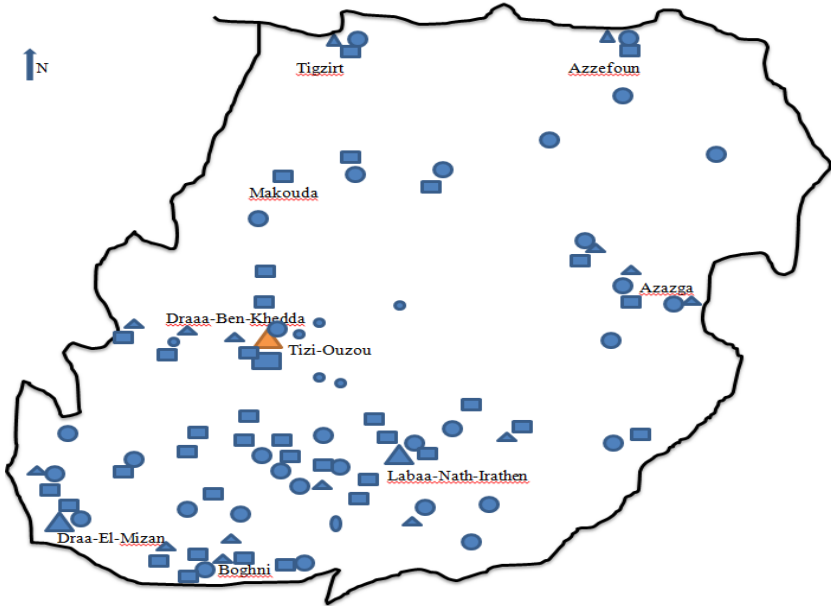 Tigzirt
Azzefoun
N
Makouda
Azazga
Draaa-Ben-Khedda
Tizi-Ouzou
Labaa-Nath-Irathen
Draa-El-Mizan
Boghni